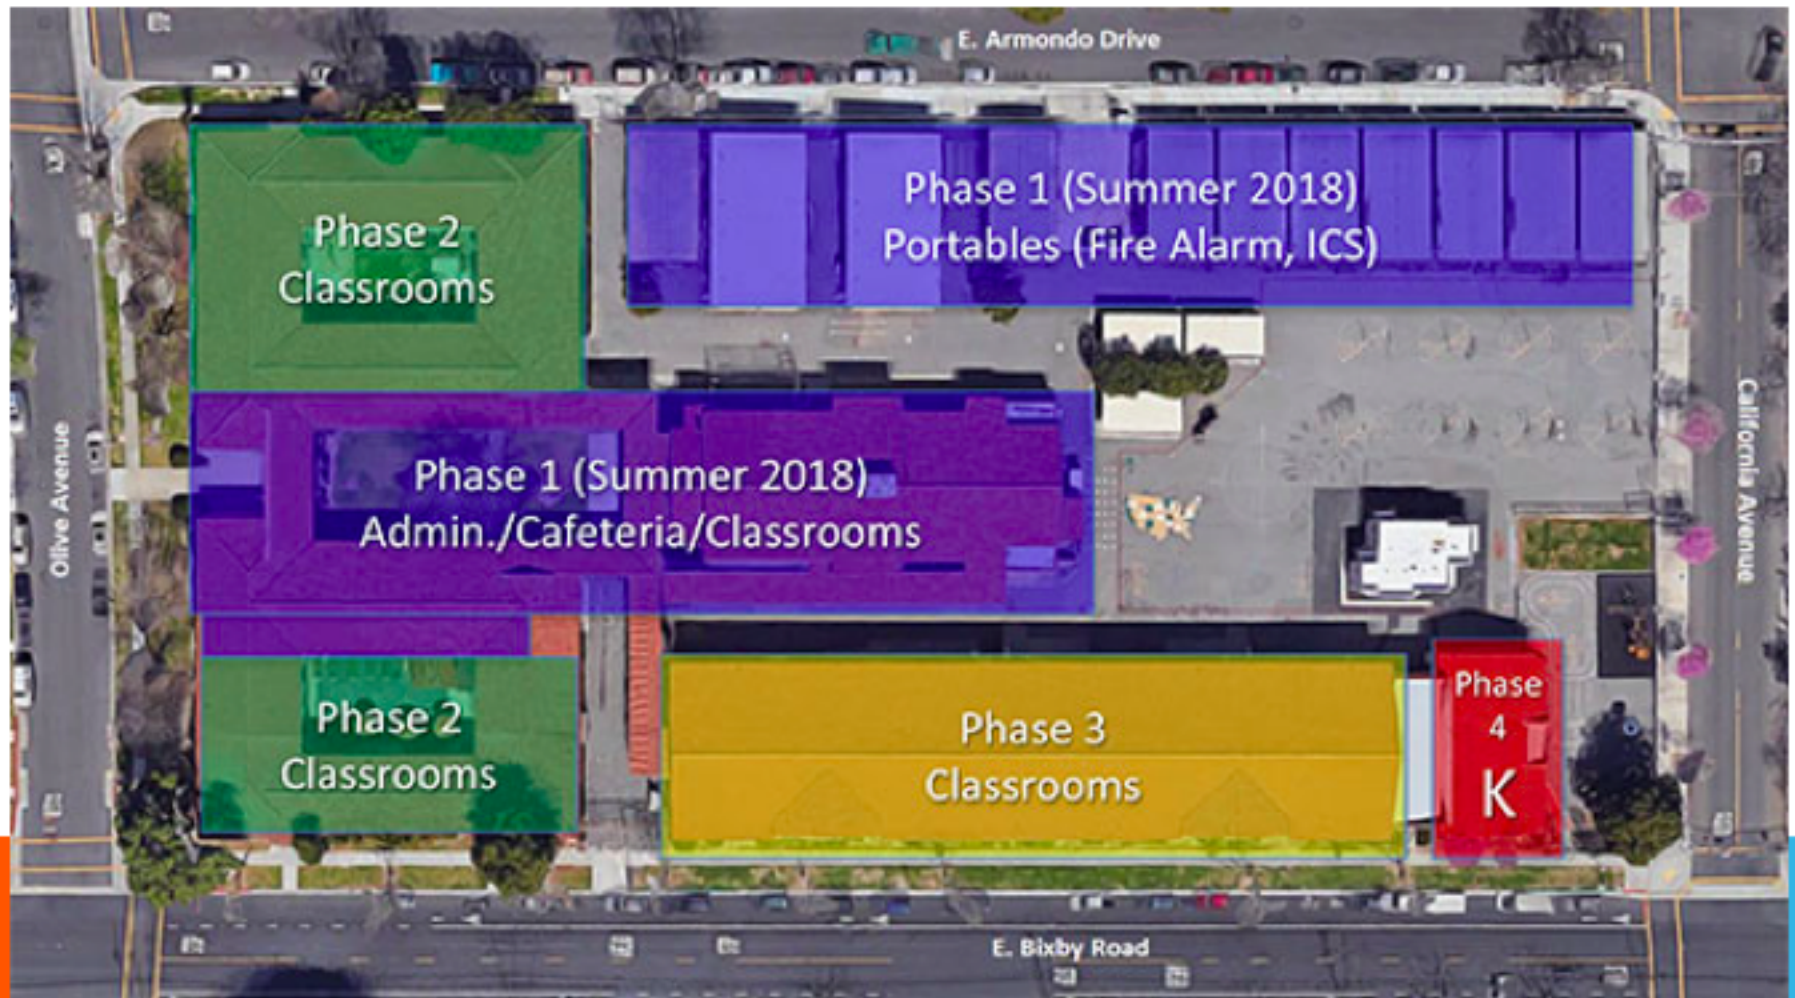 E. Armondo Drive
Phase 1 (Summer 2018)
Portables (Fire Alarm, ICS)
Phase 2
Classrooms
Olive Avenue
California Avenue
Phase 1 (Summer 2018)
Admin./Cafeteria/Classrooms
Phase 2
Classrooms
Phase 3
Classrooms
Phase
4
K
E. Bixby Road